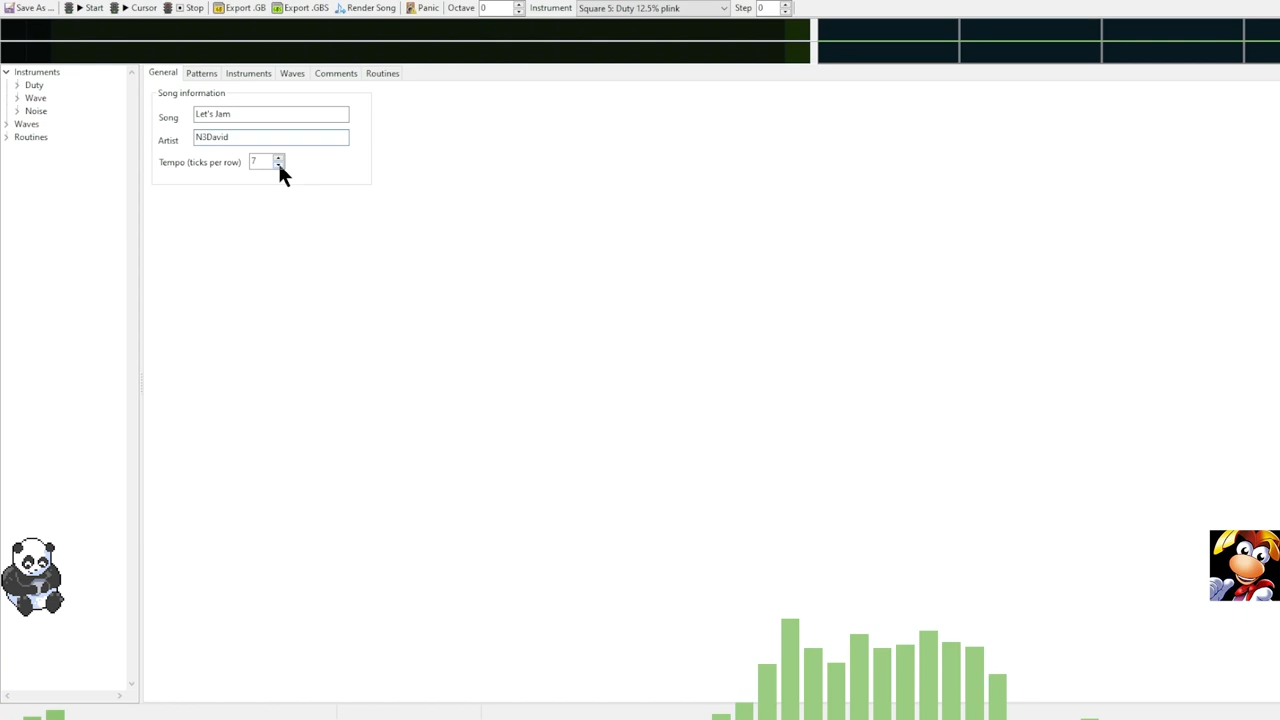 Save As ... Start Cursor Stop Export .GB Export .GBS Render Song Panic Octave 0 Instrument Square 5: Duty 12.5% plink Step 0
Instruments
Duty
Wave
Noise
Waves
Routines
General Patterns Instruments Waves Comments Routines
Song information
Song Let's Jam
Artist N3David
Tempo (ticks per row) 7